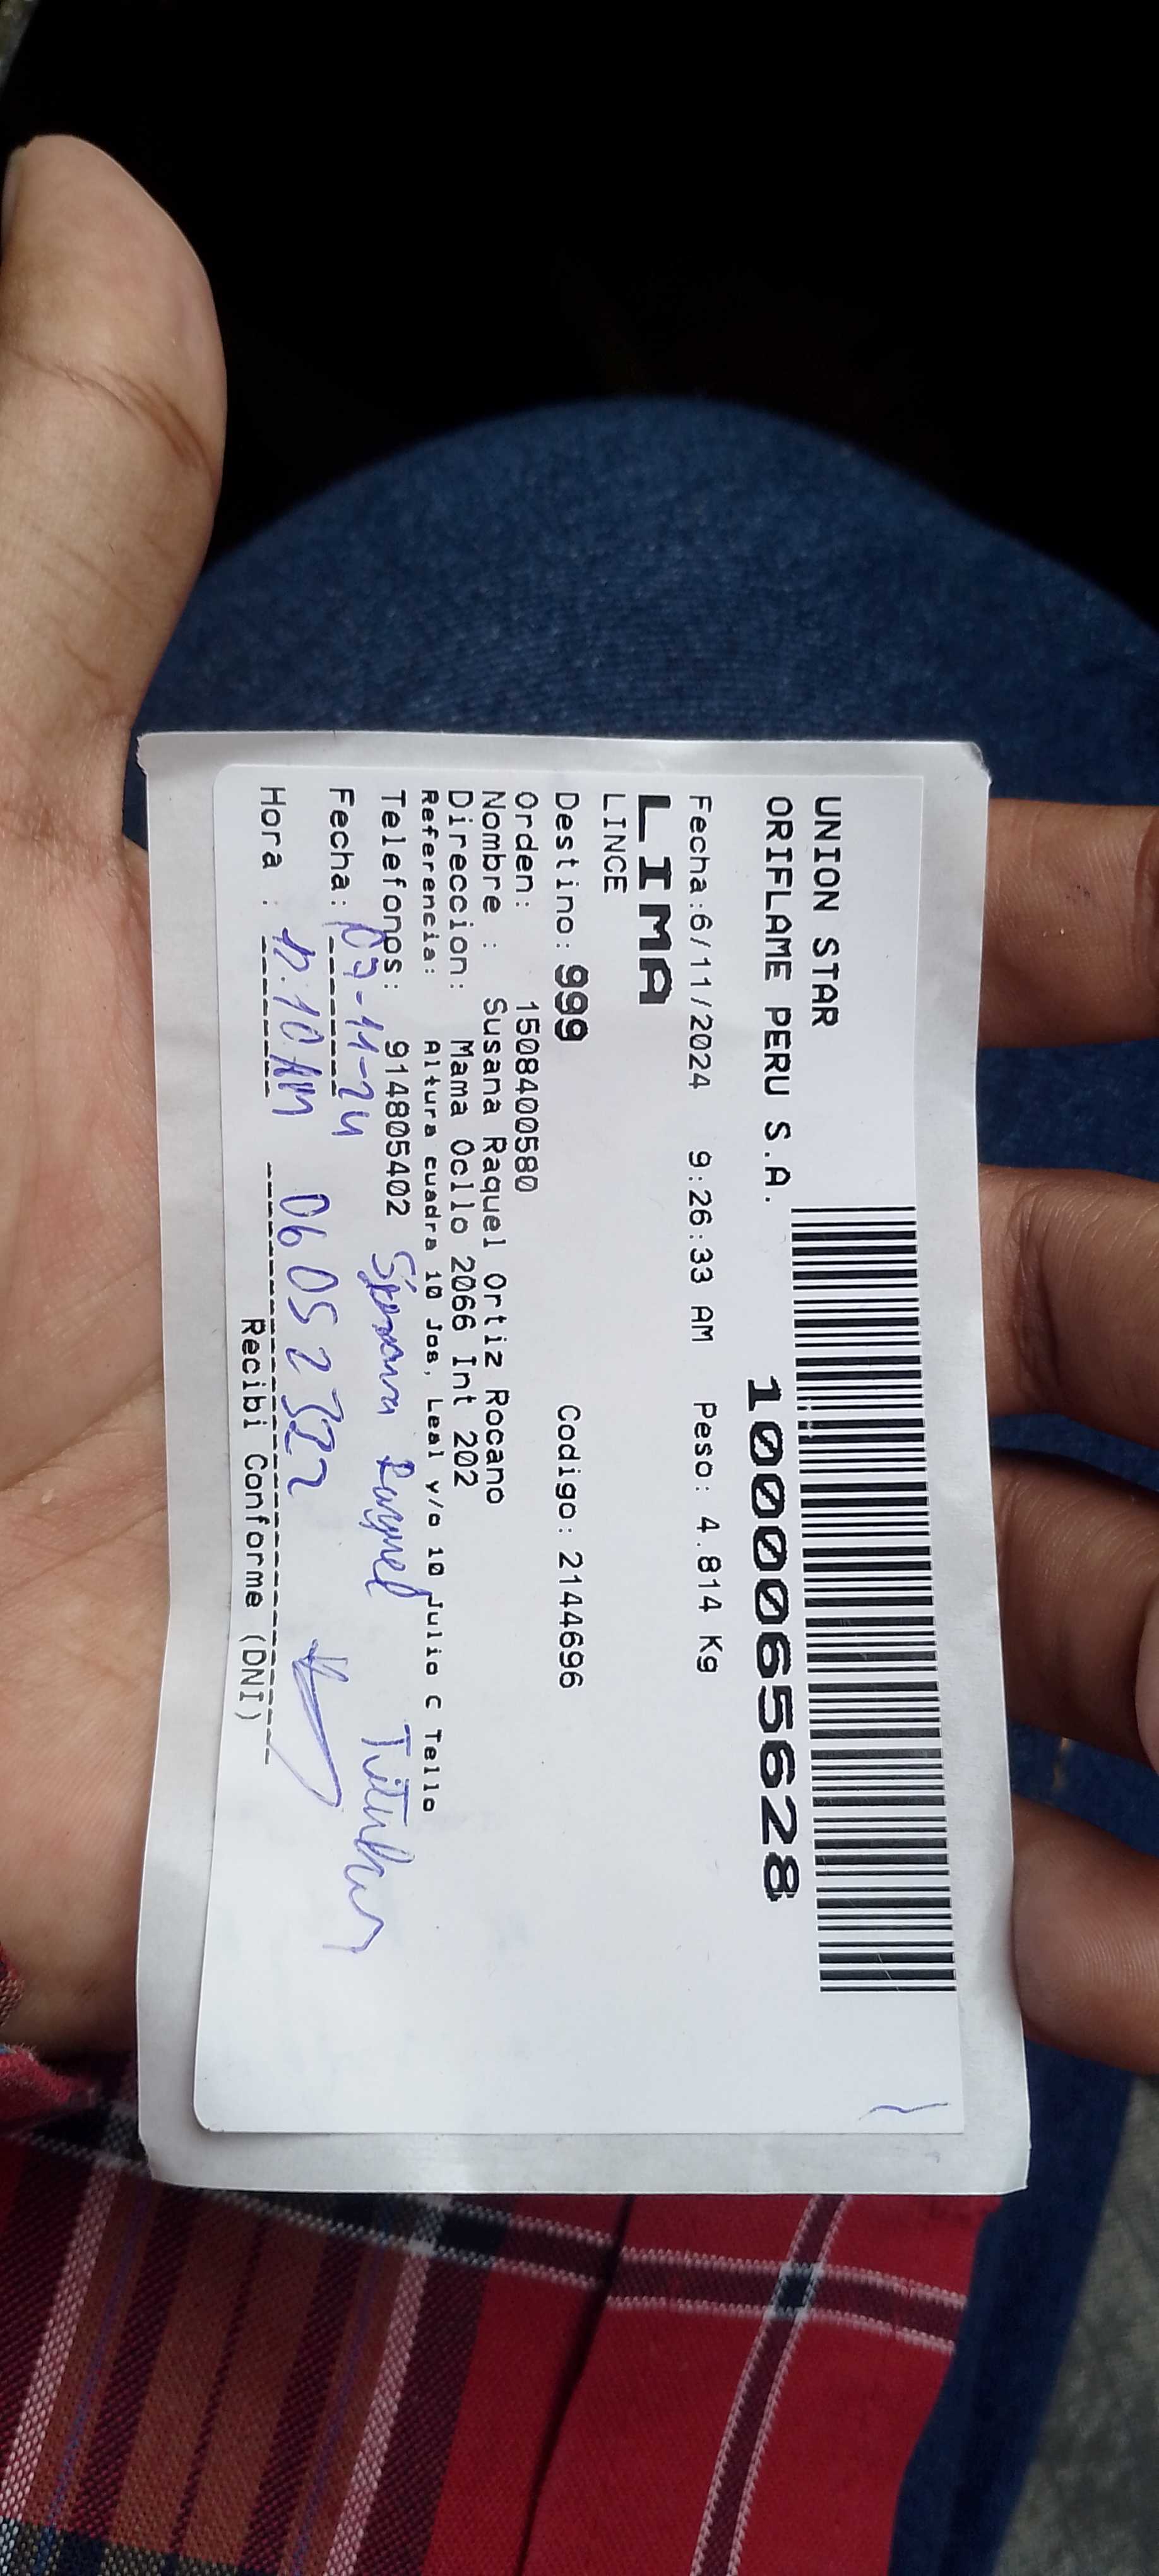 UNION STAR
ORIFLAME PERU S.A.
10000656628
Fecha:6/11/2024 9:26:33 AM Peso: 4.814 Kg
LIMA
LINCE
Destino: 999 Codigo: 2144696
Orden: 1508400580
Nombre : Susana Raquel Ortiz Rocano
Direccion: Mama Ocllo 2066 Int 202
Referencia: Altura cuadra 10 Jos, Leal y/o 10 Julio C Tello
Telefonos: 914805402 Susana Raquel Titular
Fecha: 07-11-24
Hora : 11:10 AM 06052322
Recibi Conforme (DNI)